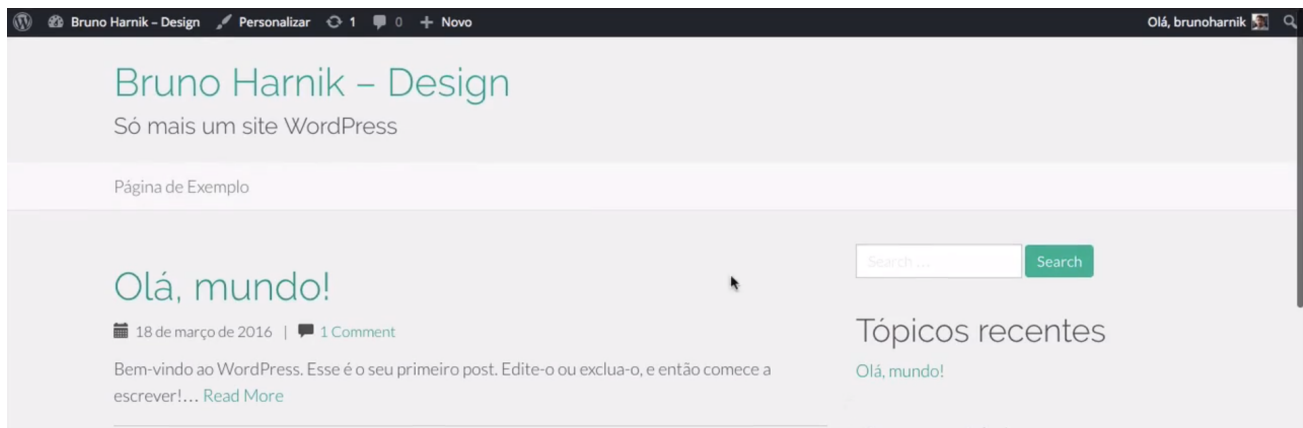 Bruno Harnik – Design Personalizar 1 0 + Novo Olá, brunoharnik
Bruno Harnik – Design
Só mais um site WordPress
Página de Exemplo
Search ... Search
Olá, mundo!
18 de março de 2016 | 1 Comment
Bem-vindo ao WordPress. Esse é o seu primeiro post. Edite-o ou exclua-o, e então comece a
escrever!… Read More
Tópicos recentes
Olá, mundo!